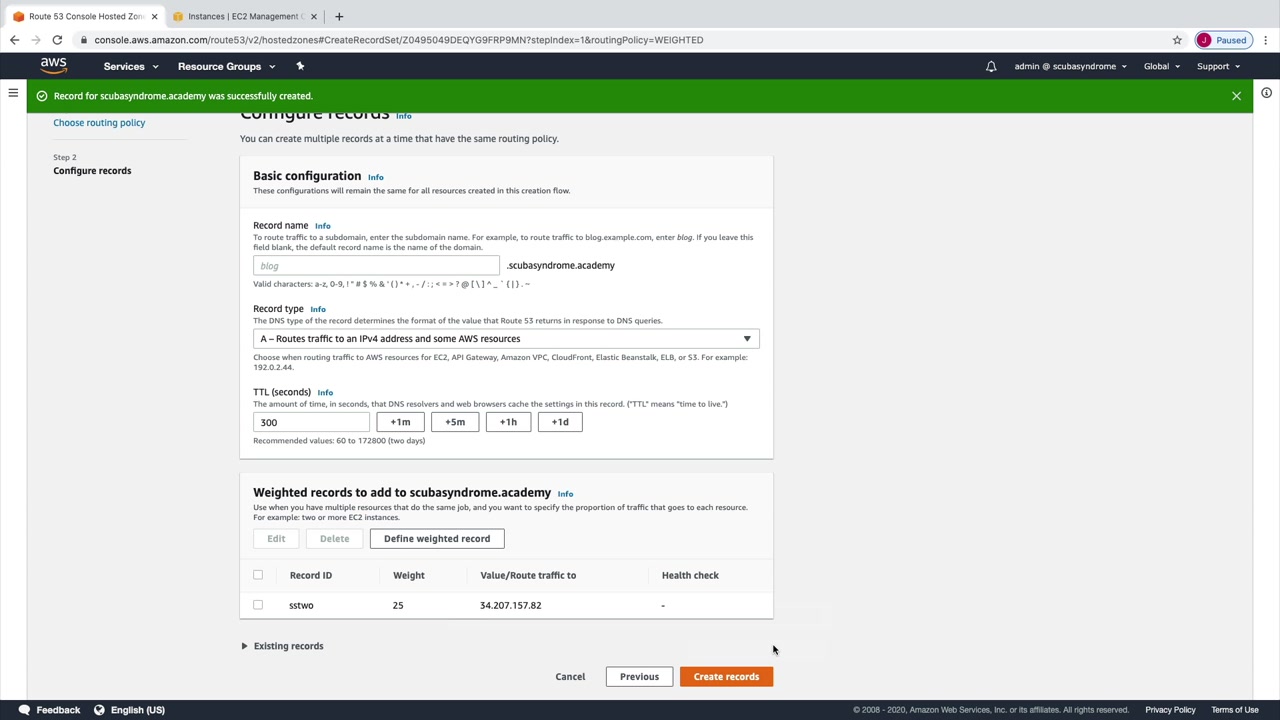 Route 53 Console Hosted Zon
Instances | EC2 Management C
console.aws.amazon.com/route53/v2/hostedzones#CreateRecordSet/Z0495049DEQYG9FRP9MN?stepIndex=1&routingPolicy=WEIGHTED
J
Paused
aws
Services
Resource Groups
admin @ scubasyndrome
Global
Support
Record for scubasyndrome.academy was successfully created.
Choose routing policy
Step 2
Configure records
Configure records Info
You can create multiple records at a time that have the same routing policy.
Basic configuration Info
These configurations will remain the same for all resources created in this creation flow.
Record name Info
To route traffic to a subdomain, enter the subdomain name. For example, to route traffic to blog.example.com, enter blog. If you leave this
field blank, the default record name is the name of the domain.
blog
.scubasyndrome.academy
Valid characters: a-z, 0-9, ! " # $ % & ' ( ) * + , - / : ; < = > ? @ [ \ ] ^ _ ` { | } . ~
Record type Info
The DNS type of the record determines the format of the value that Route 53 returns in response to DNS queries.
A – Routes traffic to an IPv4 address and some AWS resources
Choose when routing traffic to AWS resources for EC2, API Gateway, Amazon VPC, CloudFront, Elastic Beanstalk, ELB, or S3. For example:
192.0.2.44.
TTL (seconds) Info
The amount of time, in seconds, that DNS resolvers and web browsers cache the settings in this record. ("TTL" means "time to live.")
300
+1m
+5m
+1h
+1d
Recommended values: 60 to 172800 (two days)
Weighted records to add to scubasyndrome.academy Info
Use when you have multiple resources that do the same job, and you want to specify the proportion of traffic that goes to each resource.
For example: two or more EC2 instances.
Edit
Delete
Define weighted record
Record ID Weight Value/Route traffic to Health check
sstwo 25 34.207.157.82 -
Existing records
Cancel
Previous
Create records
Feedback
English (US)
© 2008 - 2020, Amazon Web Services, Inc. or its affiliates. All rights reserved.
Privacy Policy
Terms of Use